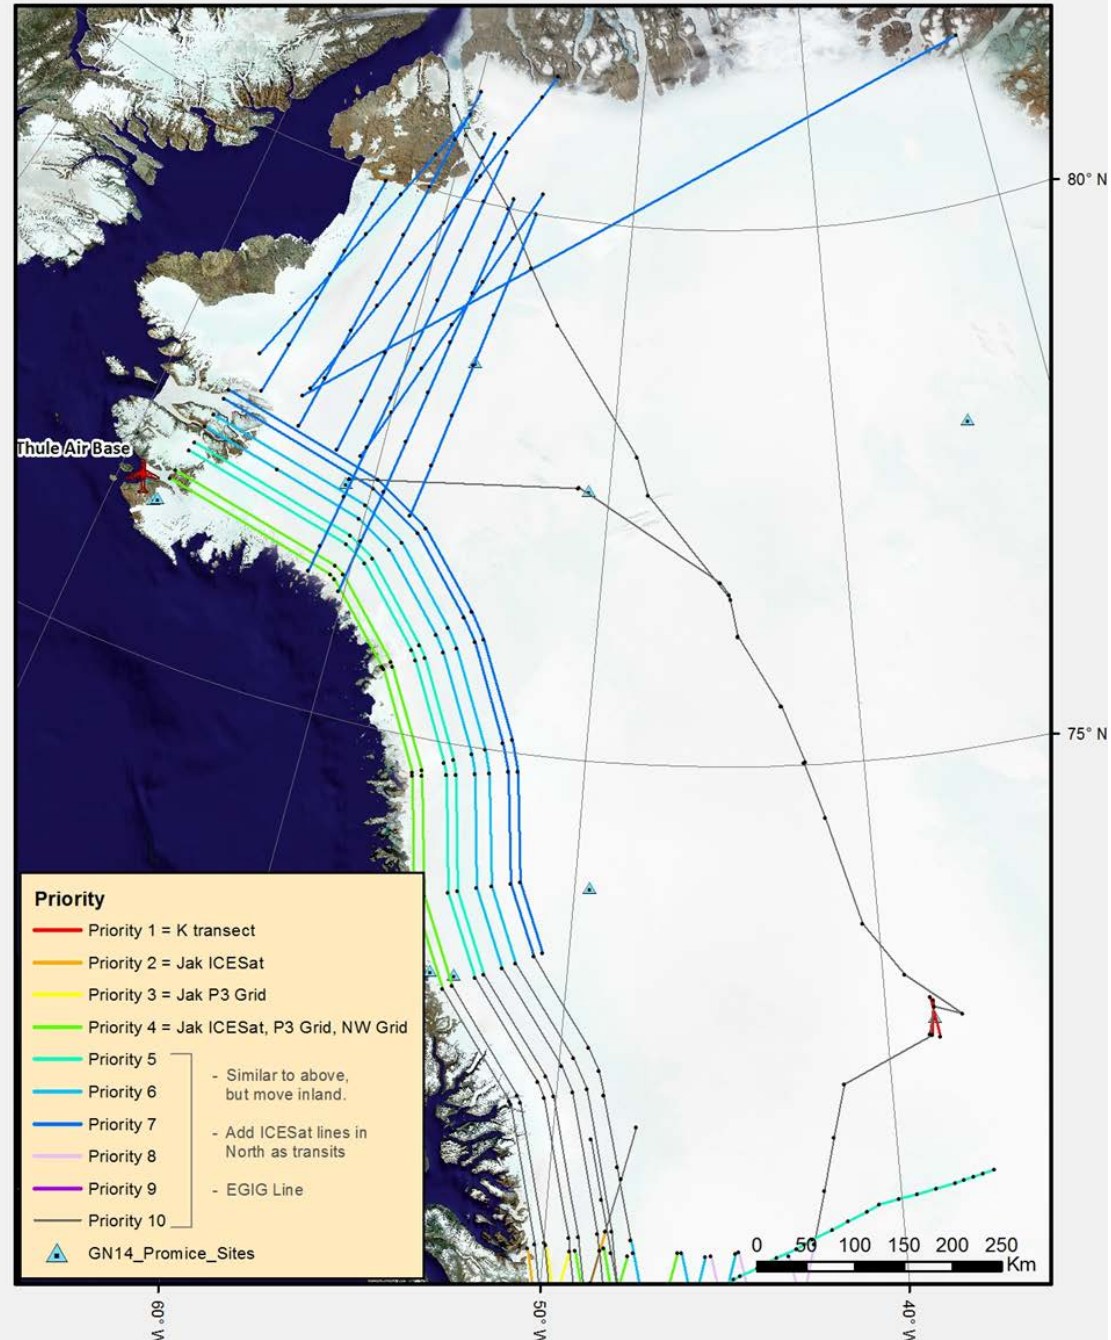 80° N
Thule Air Base
75° N
Priority
Priority 1 = K transect
Priority 2 = Jak ICESat
Priority 3 = Jak P3 Grid
Priority 4 = Jak ICESat, P3 Grid, NW Grid
Priority 5
Priority 6
Priority 7
Priority 8
Priority 9
Priority 10
- Similar to above,
but move inland.
- Add ICESat lines in
North as transits
- EGIG Line
GN14_Promice_Sites
0 50 100 150 200 250
Km
60° W
50° W
40° W